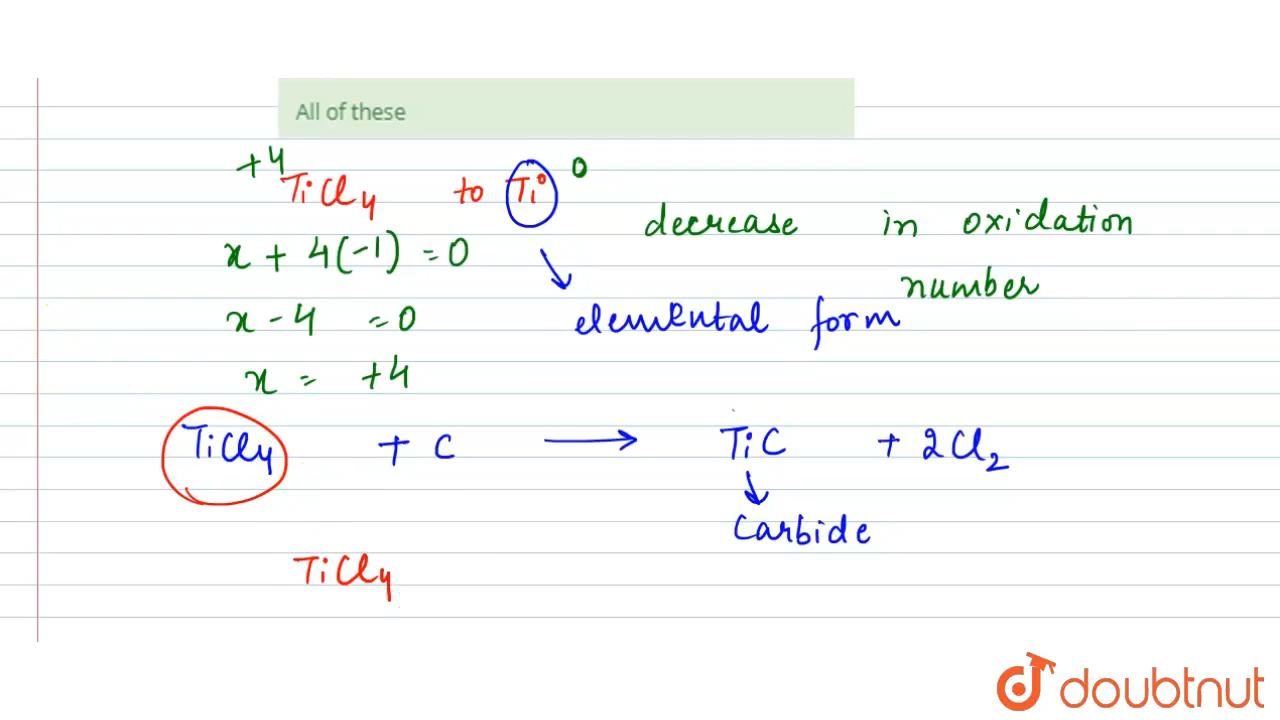 All of these
+4 TiCl4 to Ti⁰ 0
x + 4(-1) = 0
decrease in oxidation number
x - 4 = 0
elemental form
x = +4
TiCl4 + C → TiC + 2Cl2
Carbide
TiCl4
doubtnut